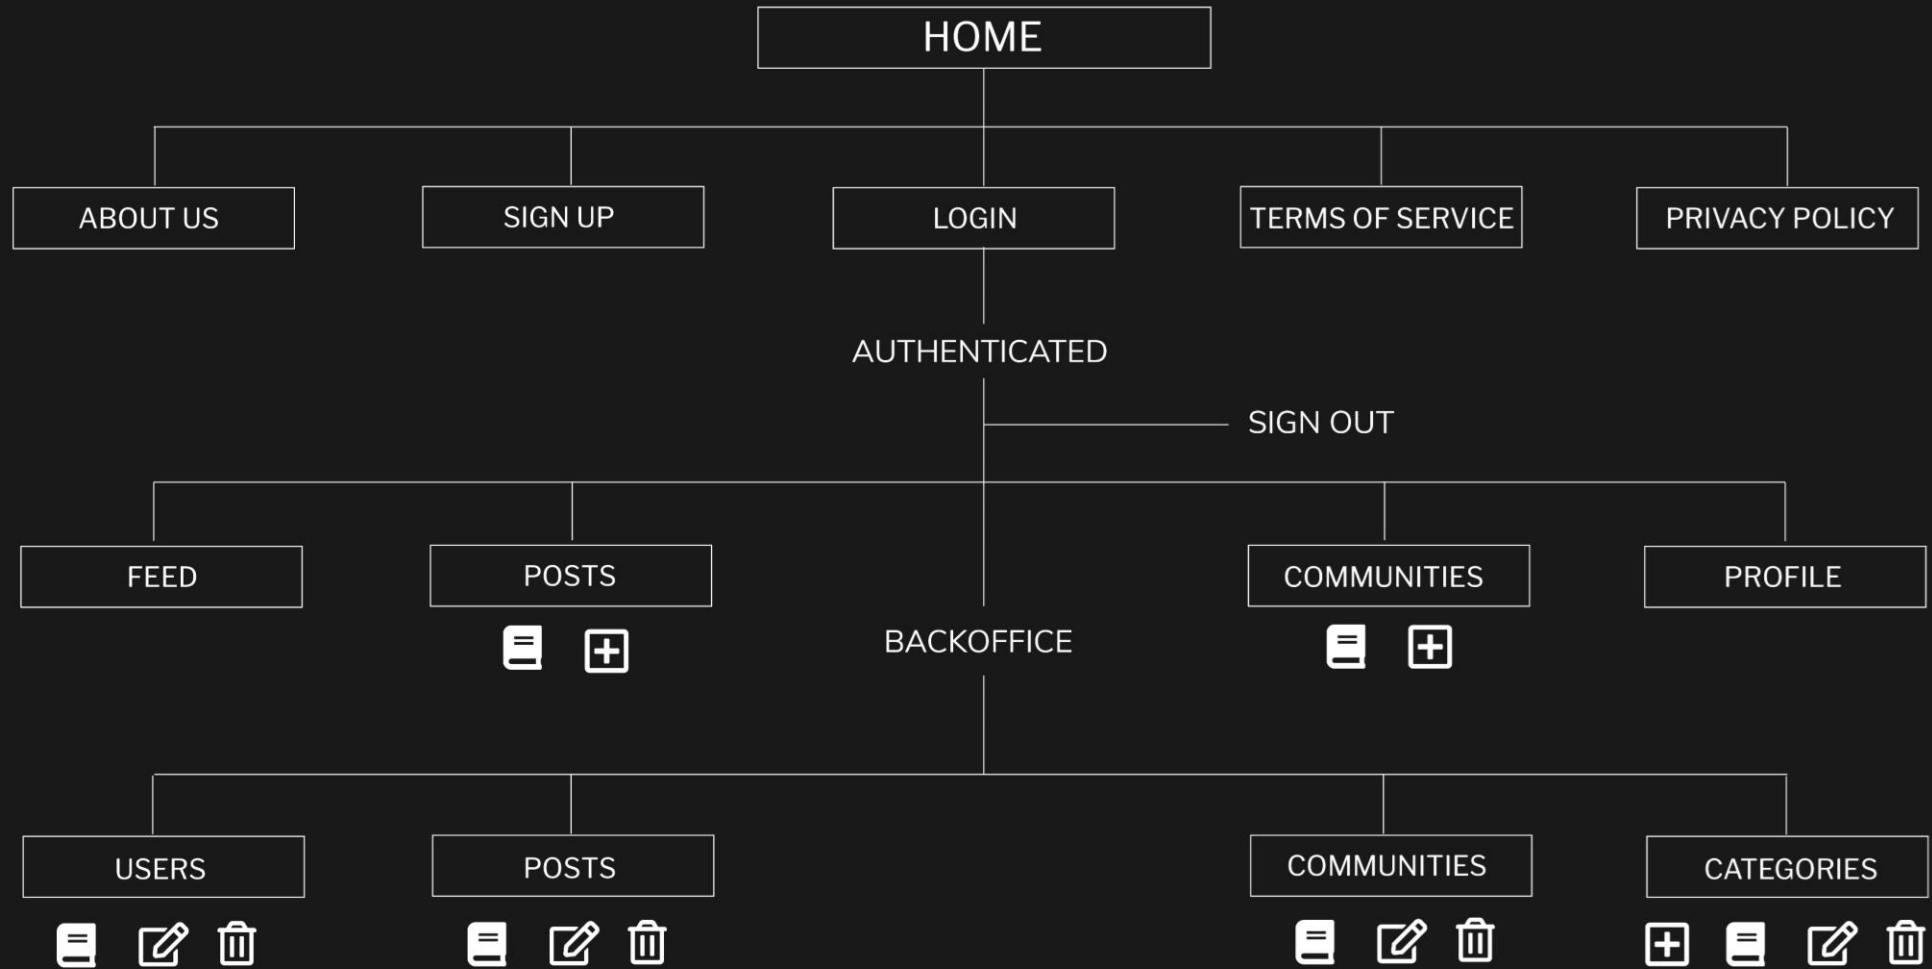 HOME
ABOUT US
SIGN UP
LOGIN
TERMS OF SERVICE
PRIVACY POLICY
AUTHENTICATED
SIGN OUT
FEED
POSTS
COMMUNITIES
PROFILE
BACKOFFICE
USERS
POSTS
COMMUNITIES
CATEGORIES